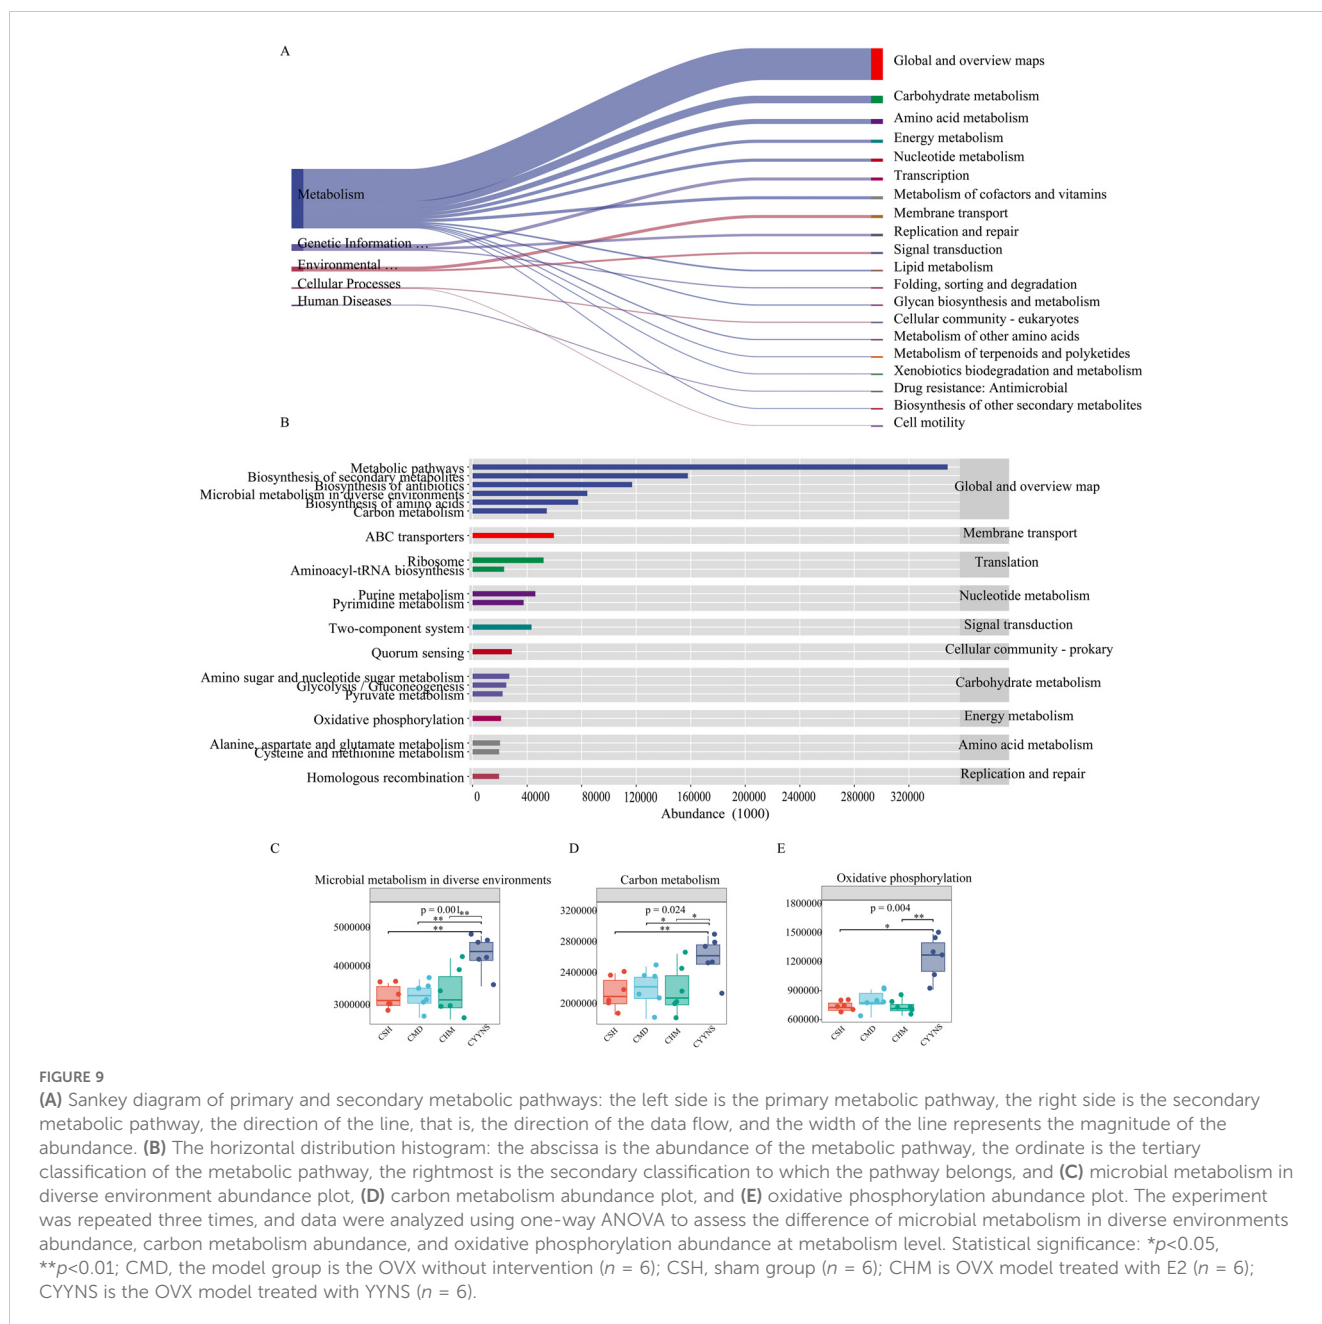 A
Global and overview maps
Carbohydrate metabolism
Amino acid metabolism
Energy metabolism
Nucleotide metabolism
Transcription
Metabolism of cofactors and vitamins
Membrane transport
Replication and repair
Signal transduction
Lipid metabolism
Folding, sorting and degradation
Glycan biosynthesis and metabolism
Cellular community - eukaryotes
Metabolism of other amino acids
Metabolism of terpenoids and polyketides
Xenobiotics biodegradation and metabolism
Drug resistance: Antimicrobial
Biosynthesis of other secondary metabolites
Cell motility
Metabolism
Genetic Information ...
Environmental ...
Cellular Processes
Human Diseases
B
Metabolic pathways
Biosynthesis of secondary metabolites
Biosynthesis of antibiotics
Microbial metabolism in diverse environments
Biosynthesis of amino acids
Carbon metabolism
Global and overview map
ABC transporters
Membrane transport
Ribosome
Aminoacyl-tRNA biosynthesis
Translation
Purine metabolism
Pyrimidine metabolism
Nucleotide metabolism
Two-component system
Signal transduction
Quorum sensing
Cellular community - prokary
Amino sugar and nucleotide sugar metabolism
Glycolysis / Gluconeogenesis
Pyruvate metabolism
Carbohydrate metabolism
Oxidative phosphorylation
Energy metabolism
Alanine, aspartate and glutamate metabolism
Cysteine and methionine metabolism
Amino acid metabolism
Homologous recombination
Replication and repair
0 40000 80000 120000 160000 200000 240000 280000 320000
Abundance (1000)
C
Microbial metabolism in diverse environments
p = 0.001
**
**
**
5000000
4000000
3000000
CSH CMD CHM CYYNS
D
Carbon metabolism
p = 0.024
*
*
**
3200000
2800000
2400000
2000000
CSH CMD CHM CYYNS
E
Oxidative phosphorylation
p = 0.004
**
*
1800000
1500000
1200000
900000
600000
CSH CMD CHM CYYNS
FIGURE 9
(A) Sankey diagram of primary and secondary metabolic pathways: the left side is the primary metabolic pathway, the right side is the secondary
metabolic pathway, the direction of the line, that is, the direction of the data flow, and the width of the line represents the magnitude of the
abundance. (B) The horizontal distribution histogram: the abscissa is the abundance of the metabolic pathway, the ordinate is the tertiary
classification of the metabolic pathway, the rightmost is the secondary classification to which the pathway belongs, and (C) microbial metabolism in
diverse environment abundance plot, (D) carbon metabolism abundance plot, and (E) oxidative phosphorylation abundance plot. The experiment
was repeated three times, and data were analyzed using one-way ANOVA to assess the difference of microbial metabolism in diverse environments
abundance, carbon metabolism abundance, and oxidative phosphorylation abundance at metabolism level. Statistical significance: *p<0.05,
**p<0.01; CMD, the model group is the OVX without intervention (n = 6); CSH, sham group (n = 6); CHM is OVX model treated with E2 (n = 6);
CYYNS is the OVX model treated with YYNS (n = 6).